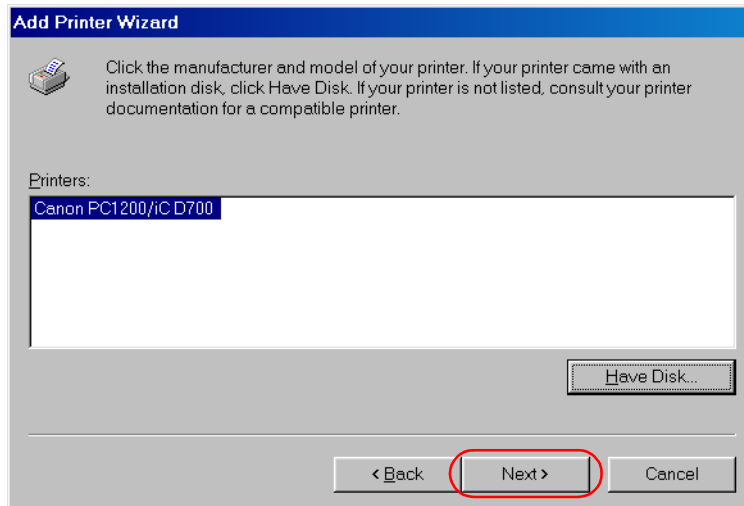 Add Printer Wizard
Click the manufacturer and model of your printer. If your printer came with an
installation disk, click Have Disk. If your printer is not listed, consult your printer
documentation for a compatible printer.
Printers:
Canon PC1200/iC D700
Have Disk...
< Back Next > Cancel